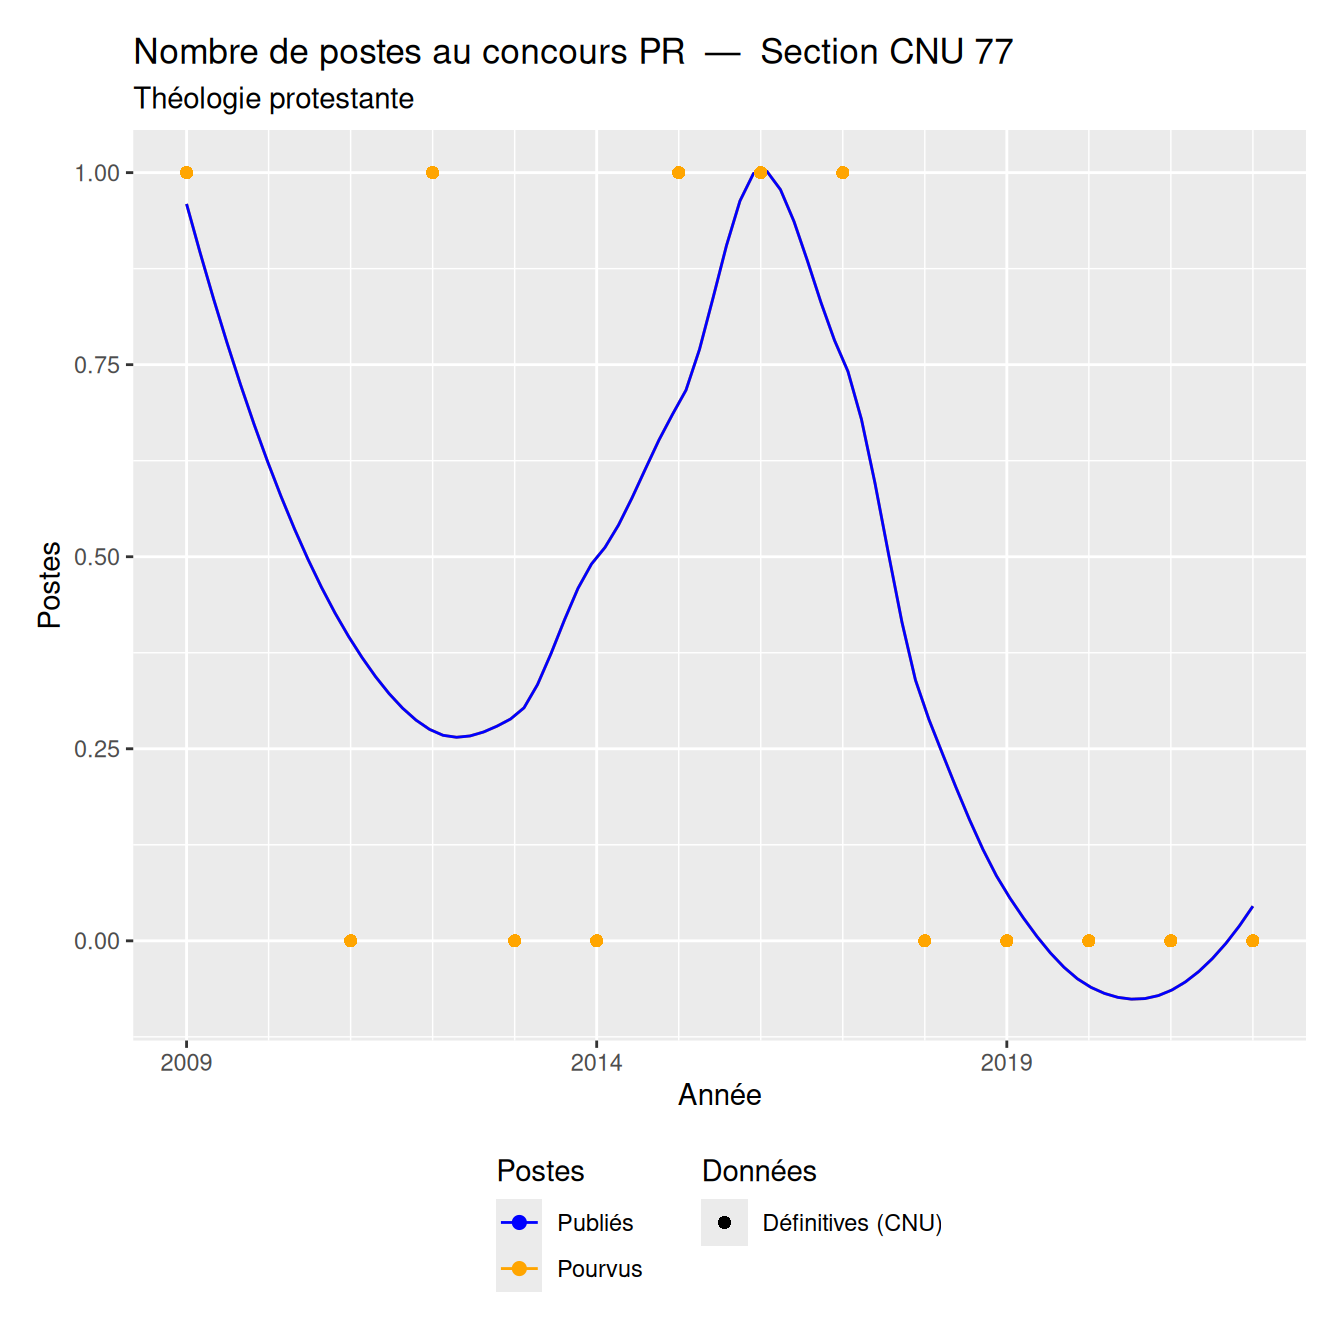 Nombre de postes au concours PR — Section CNU 77
Théologie protestante
1.00
0.75
0.50
0.25
0.00
Postes
2009 2014 2019
Année
Postes Données
Publiés Définitives (CNU)
Pourvus